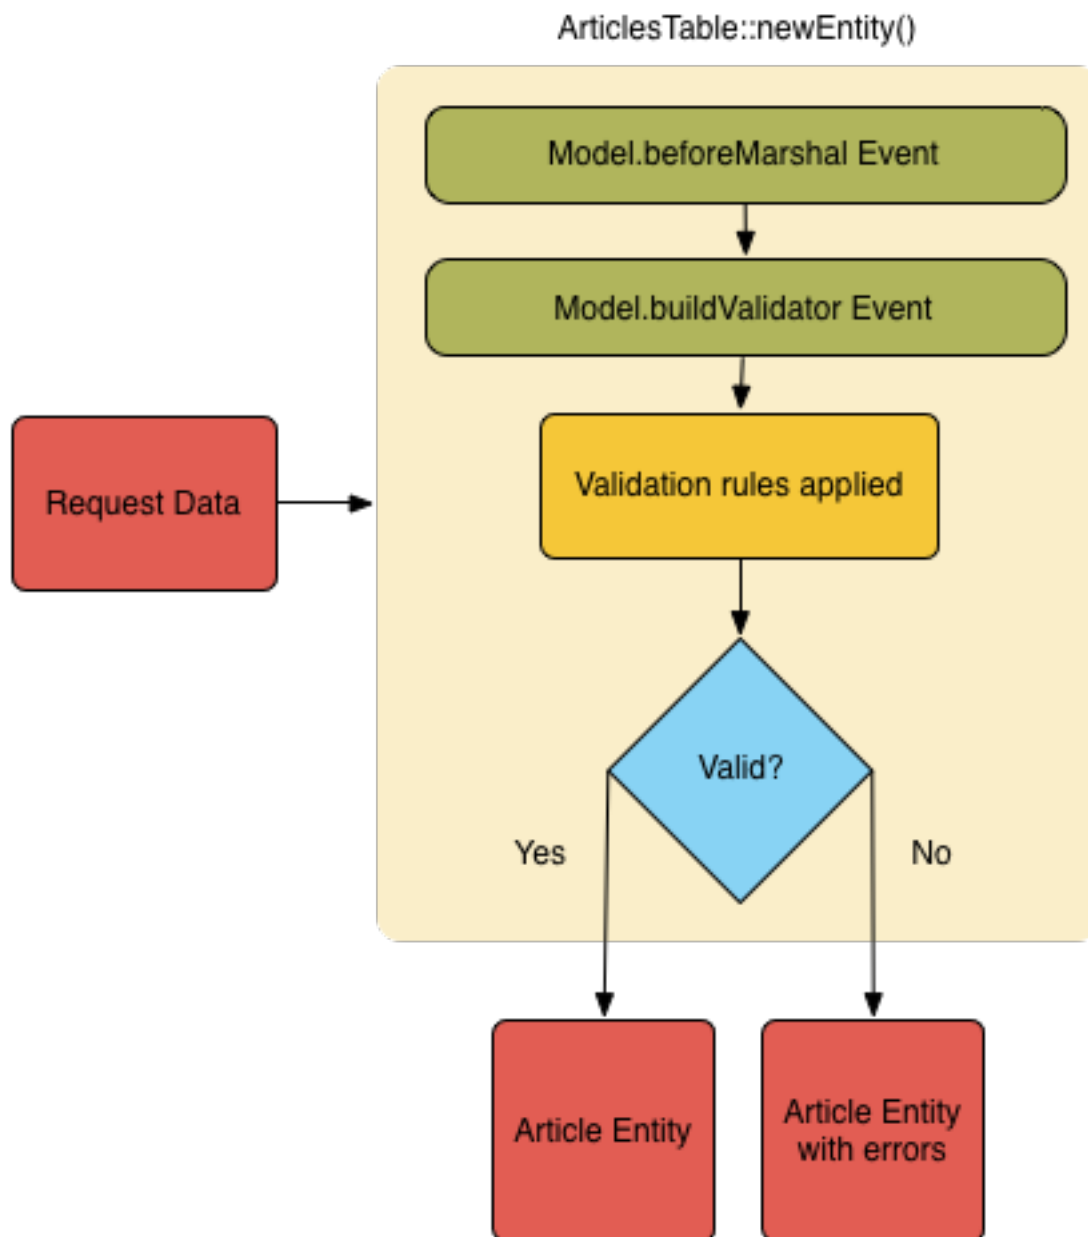 ArticlesTable::newEntity()
Model.beforeMarshal Event
Model.buildValidator Event
Request Data
Validation rules applied
Valid?
Yes
No
Article Entity
Article Entity
with errors